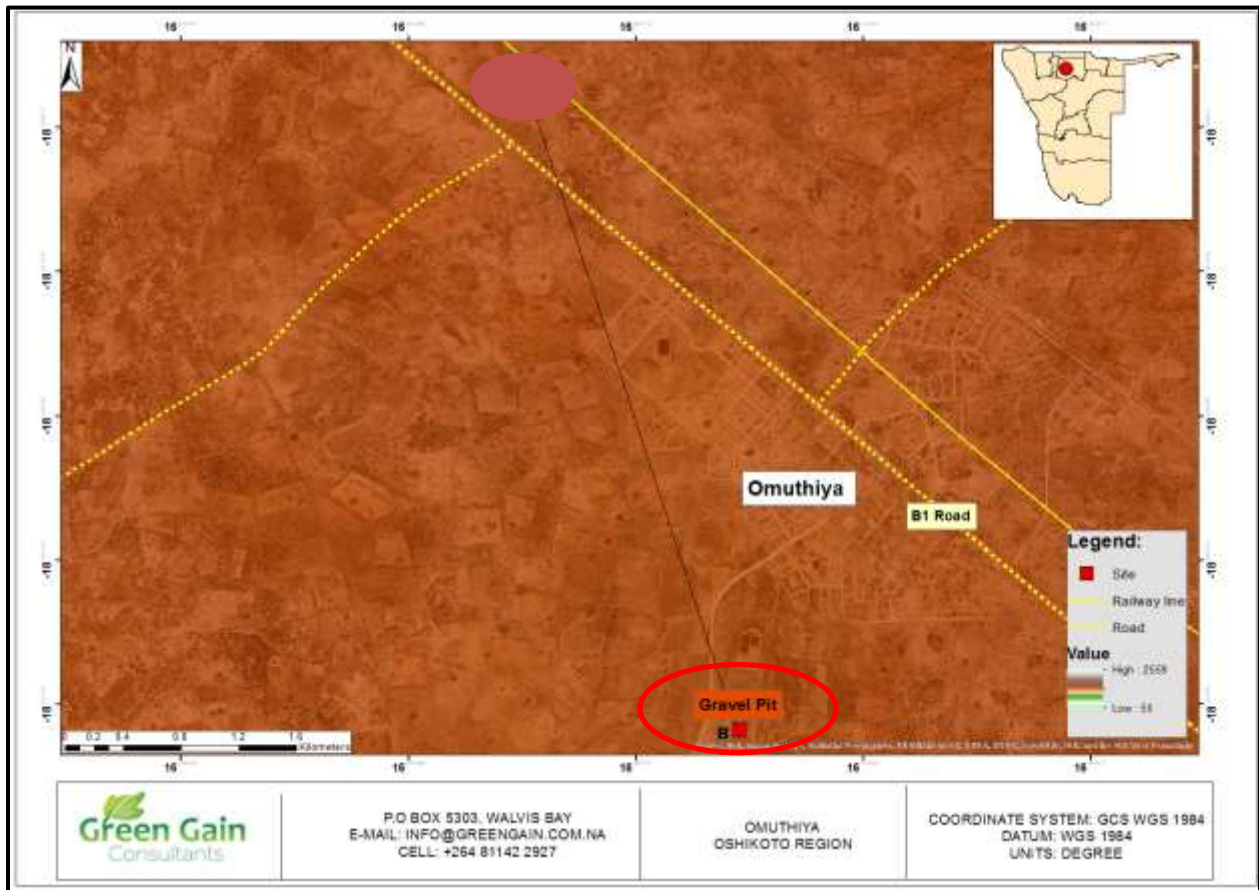 16 16 16 16 16
N
-18 -18
-18 -18
-18 -18
Omuthiya
B1 Road
Legend:
Site
Railway line
Road
Value
High : 2559
Low : 56
-18 -18
-18 -18
Gravel Pit
B
0 0.2 0.4 0.8 1.2 1.6
Kilometers
16 16 16 16 16
Green Gain
Consultants
P.O BOX 5303, WALVIS BAY
E-MAIL: INFO@GREENGAIN.COM.NA
CELL: +264 81142 2927
OMUTHIYA
OSHIKOTO REGION
COORDINATE SYSTEM: GCS WGS 1984
DATUM: WGS 1984
UNITS: DEGREE